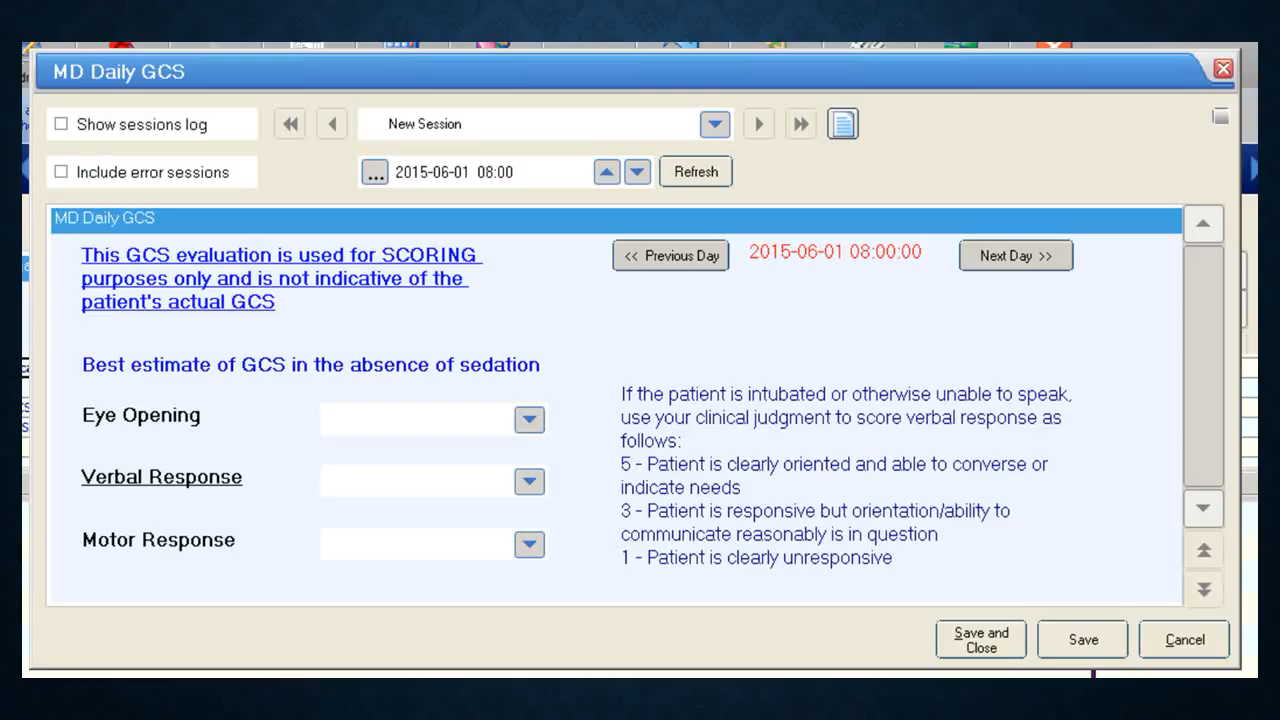 MD Daily GCS
Show sessions log
New Session
Include error sessions
... 2015-06-01 08:00
Refresh
MD Daily GCS
This GCS evaluation is used for SCORING
purposes only and is not indicative of the
patient's actual GCS
<< Previous Day
2015-06-01 08:00:00
Next Day >>
Best estimate of GCS in the absence of sedation
Eye Opening
Verbal Response
Motor Response
If the patient is intubated or otherwise unable to speak,
use your clinical judgment to score verbal response as
follows:
5 - Patient is clearly oriented and able to converse or
indicate needs
3 - Patient is responsive but orientation/ability to
communicate reasonably is in question
1 - Patient is clearly unresponsive
Save and
Close
Save
Cancel